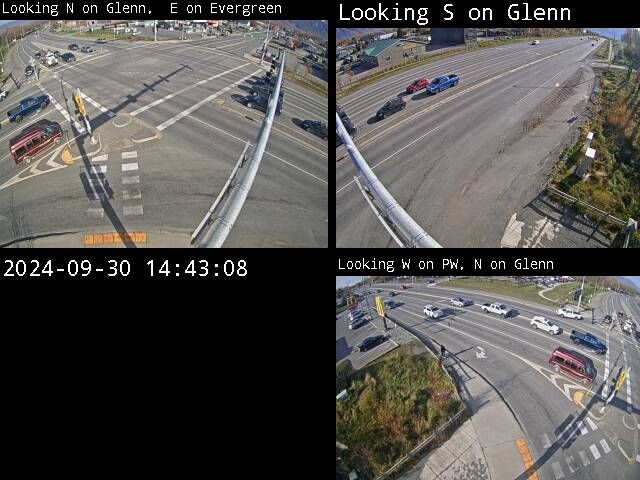 Looking N on Glenn, E on Evergreen
Looking S on Glenn
2024-09-30 14:43:08
Looking W on PW, N on Glenn